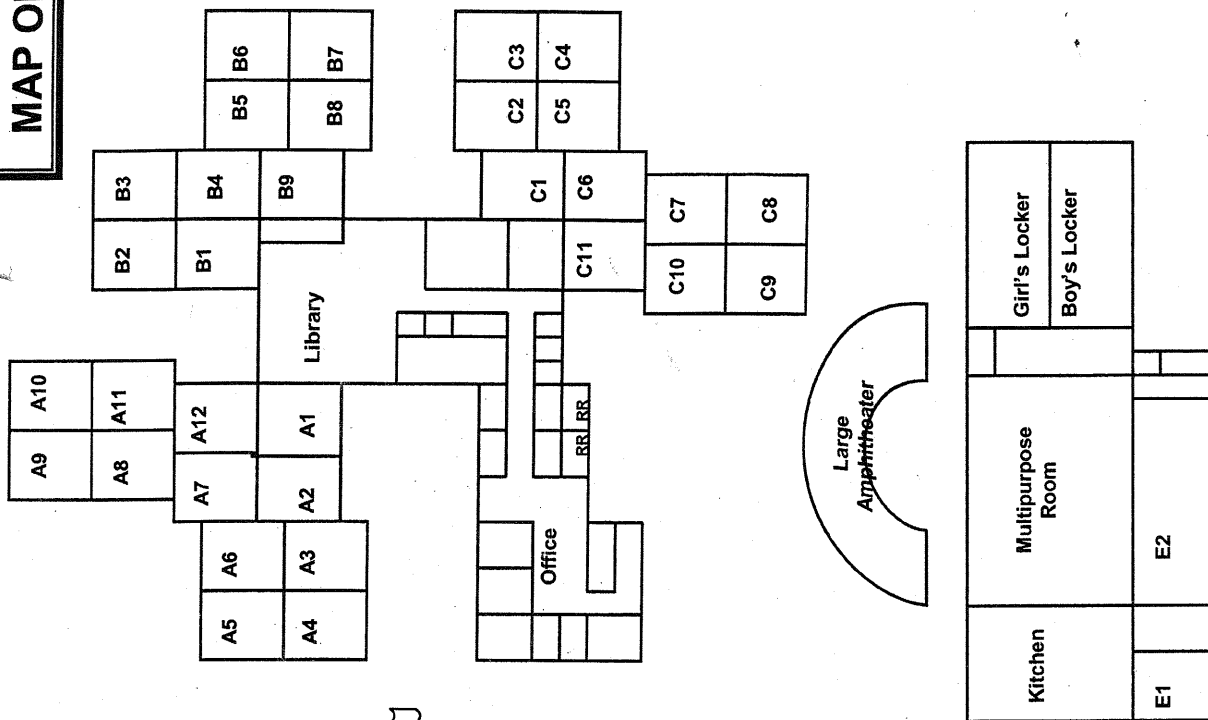 MAP O
A10
A9
A11
A8
A12
A7
A1
A2
A6
A5
A3
A4
B3
B2
B4
B1
B9
B6
B5
B7
B8
Library
C3
C2
C4
C5
C1
C6
C11
C7
C10
C8
C9
RR
RR
Office
Large
Amphitheater
Girl's Locker
Boy's Locker
Multipurpose
Room
Kitchen
E2
E1